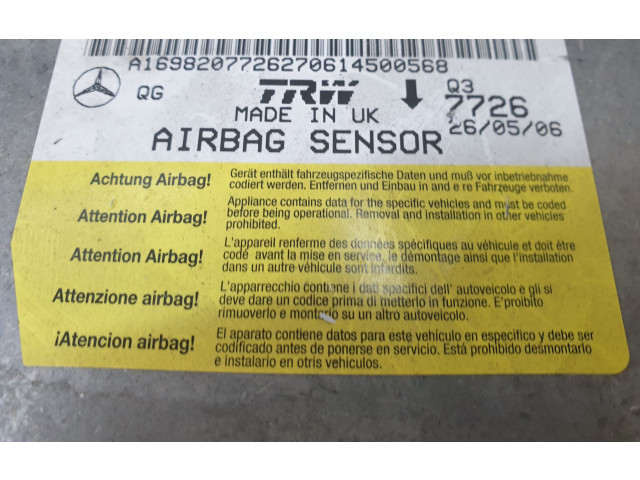 A1698207726270614500568
QG TRW Q3
MADE IN UK 7726
26/05/06
AIRBAG SENSOR
Achtung Airbag! Gerät enthält fahrzeugspezifische Daten und muß vor inbetriebnahme
codiert werden. Entfernen und Einbau in and e re Fahrzeuge verboten.
Attention Airbag! Appliance contains data for the specific vehicles and must be coded
before being operational. Removal and Installation in other vehicles
prohibited.
Attention Airbag! L'appareil renferme des données spécifiques au véhicule et doit étré
codé avant la mise en service, le démontage ainsi que l'installation
dans un autre véhicule sont interdits.
Attenzione airbag! L'apparecchio contiene i dati specifici dell' autoveicolo e gli si
deve dare un codice prima di metterlo in funzione. E'proibito
rimuoverlo e montarlo su un altro autoveicolo.
¡Atencion airbag! El aparato contiene datos para este vehículo en especifico y debe ser
codificado antes de ponerse en servicio. Está prohibido desmontarlo
e instalario en otris vehiculos.